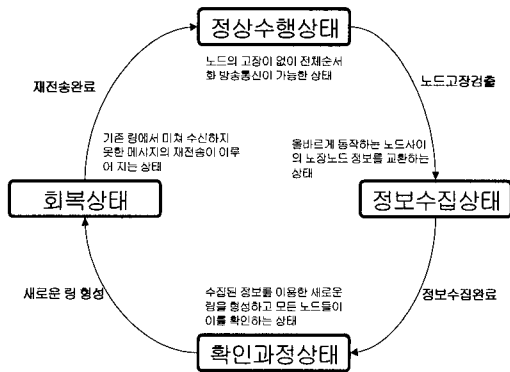 정상수행상태
노드의 고장이 없이 전체순서
화 방송통신이 가능한 상태
재전송완료
노드고장검출
기존 링에서 미쳐 수신하지
못한 메시지의 재전송이 이루
어 지는 상태
올바르게 동작하는 노드사이
의 노장노드 정보를 교환하는
상태
회복상태
정보수집상태
새로운 링 형성
수집된 정보를 이용한 새로운
링을 형성하고 모든 노드들이
이를 확인하는 상태
정보수집완료
확인과정상태